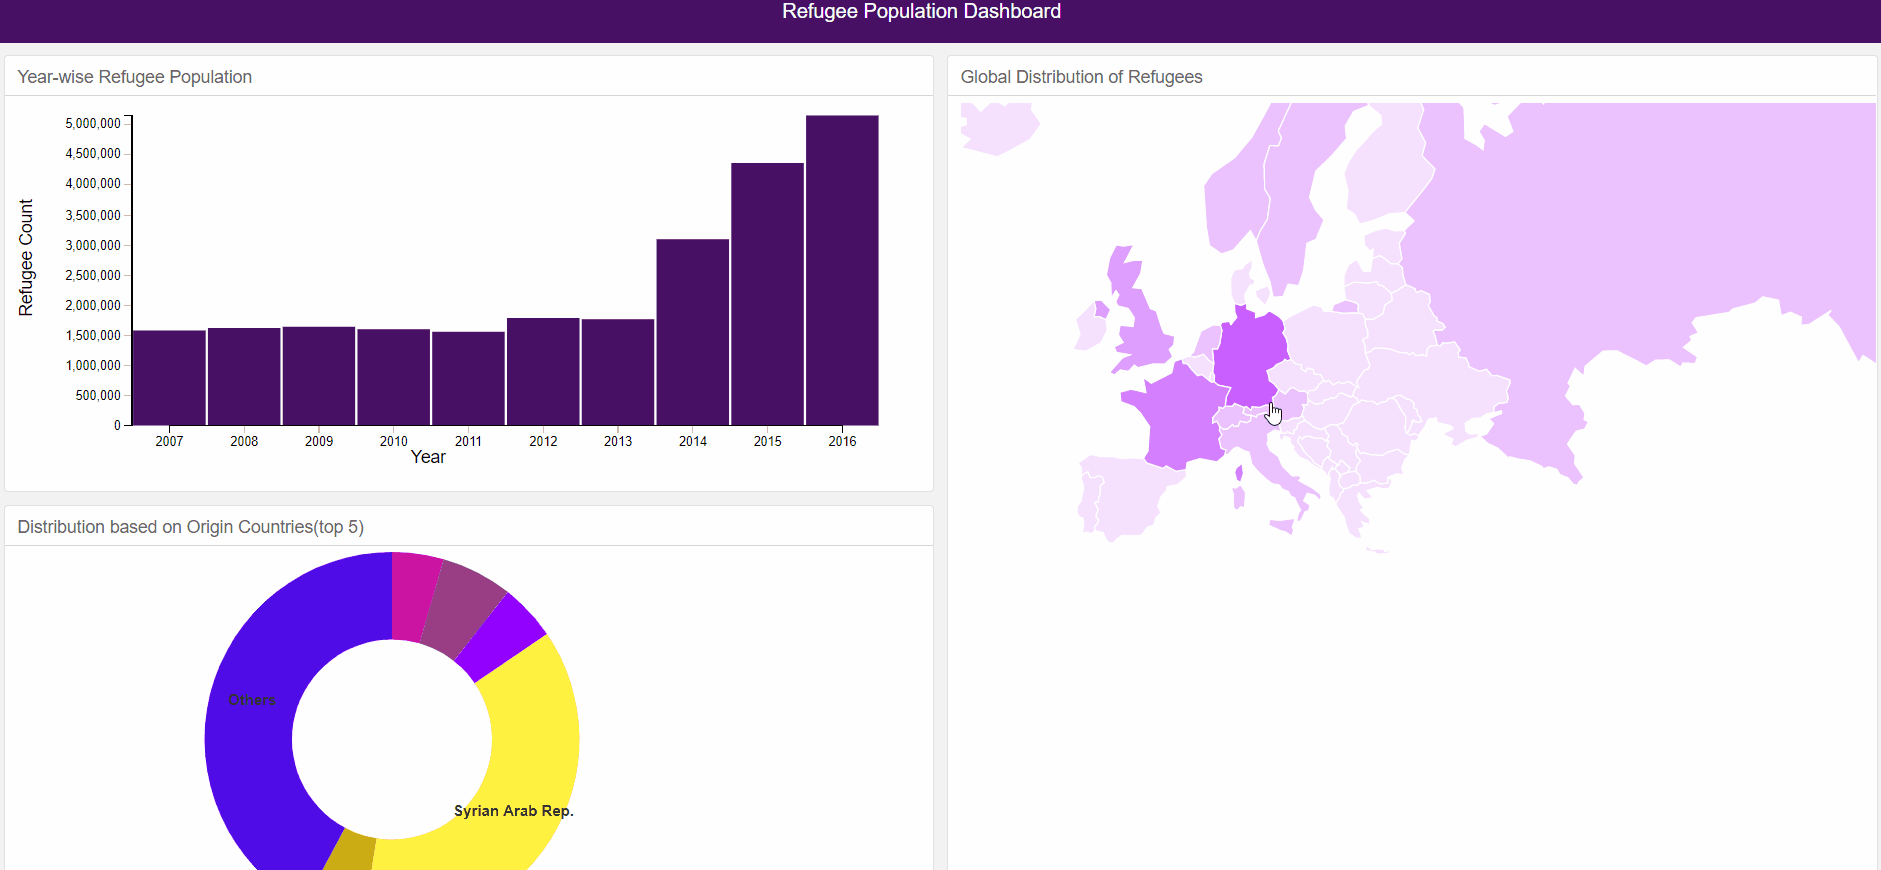 Refugee Population Dashboard
Year-wise Refugee Population
5,000,000
4,500,000
4,000,000
3,500,000
3,000,000
2,500,000
2,000,000
1,500,000
1,000,000
500,000
0
Refugee Count
2007 2008 2009 2010 2011 2012 2013 2014 2015 2016
Year
Distribution based on Origin Countries(top 5)
Others
Syrian Arab Rep.
Global Distribution of Refugees